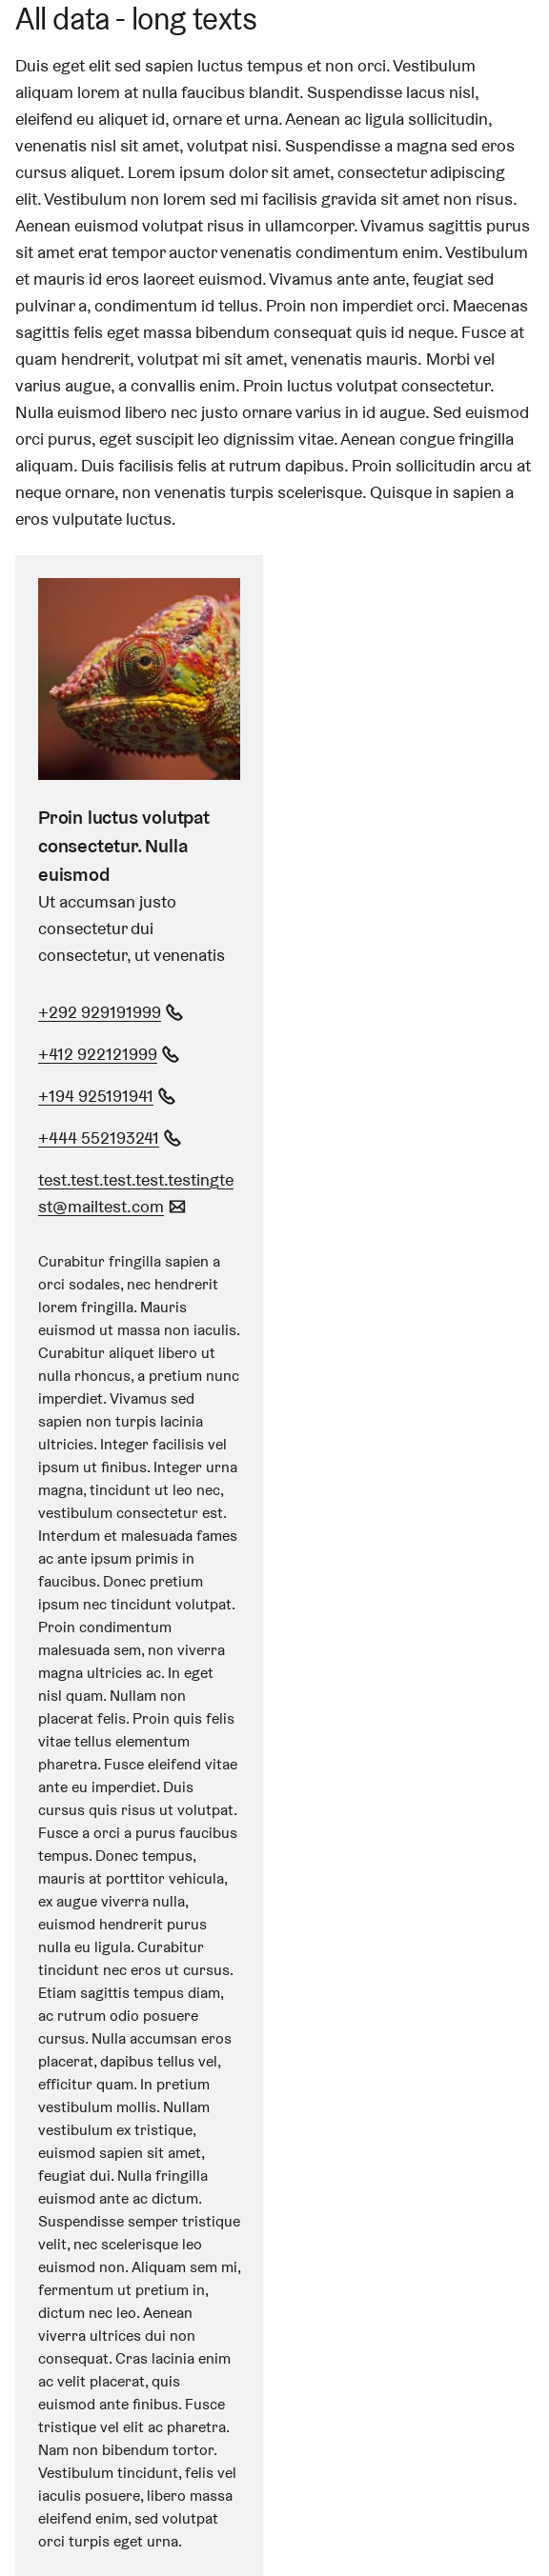 All data - long texts
Duis eget elit sed sapien luctus tempus et non orci. Vestibulum
aliquam lorem at nulla faucibus blandit. Suspendisse lacus nisl,
eleifend eu aliquet id, ornare et urna. Aenean ac ligula sollicitudin,
venenatis nisl sit amet, volutpat nisi. Suspendisse a magna sed eros
cursus aliquet. Lorem ipsum dolor sit amet, consectetur adipiscing
elit. Vestibulum non lorem sed mi facilisis gravida sit amet non risus.
Aenean euismod volutpat risus in ullamcorper. Vivamus sagittis purus
sit amet erat tempor auctor venenatis condimentum enim. Vestibulum
et mauris id eros laoreet euismod. Vivamus ante ante, feugiat sed
pulvinar a, condimentum id tellus. Proin non imperdiet orci. Maecenas
sagittis felis eget massa bibendum consequat quis id neque. Fusce at
quam hendrerit, volutpat mi sit amet, venenatis mauris. Morbi vel
varius augue, a convallis enim. Proin luctus volutpat consectetur.
Nulla euismod libero nec justo ornare varius in id augue. Sed euismod
orci purus, eget suscipit leo dignissim vitae. Aenean congue fringilla
aliquam. Duis facilisis felis at rutrum dapibus. Proin sollicitudin arcu at
neque ornare, non venenatis turpis scelerisque. Quisque in sapien a
eros vulputate luctus.
Proin luctus volutpat
consectetur. Nulla
euismod
Ut accumsan justo
consectetur dui
consectetur, ut venenatis
+292 929191999
+412 922121999
+194 925191941
+444 552193241
test.test.test.test.testingte
st@mailtest.com
Curabitur fringilla sapien a
orci sodales, nec hendrerit
lorem fringilla. Mauris
euismod ut massa non iaculis.
Curabitur aliquet libero ut
nulla rhoncus, a pretium nunc
imperdiet. Vivamus sed
sapien non turpis lacinia
ultricies. Integer facilisis vel
ipsum ut finibus. Integer urna
magna, tincidunt ut leo nec,
vestibulum consectetur est.
Interdum et malesuada fames
ac ante ipsum primis in
faucibus. Donec pretium
ipsum nec tincidunt volutpat.
Proin condimentum
malesuada sem, non viverra
magna ultricies ac. In eget
nisl quam. Nullam non
placerat felis. Proin quis felis
vitae tellus elementum
pharetra. Fusce eleifend vitae
ante eu imperdiet. Duis
cursus quis risus ut volutpat.
Fusce a orci a purus faucibus
tempus. Donec tempus,
mauris at porttitor vehicula,
ex augue viverra nulla,
euismod hendrerit purus
nulla eu ligula. Curabitur
tincidunt nec eros ut cursus.
Etiam sagittis tempus diam,
ac rutrum odio posuere
cursus. Nulla accumsan eros
placerat, dapibus tellus vel,
efficitur quam. In pretium
vestibulum mollis. Nullam
vestibulum ex tristique,
euismod sapien sit amet,
feugiat dui. Nulla fringilla
euismod ante ac dictum.
Suspendisse semper tristique
velit, nec scelerisque leo
euismod non. Aliquam sem mi,
fermentum ut pretium in,
dictum nec leo. Aenean
viverra ultrices dui non
consequat. Cras lacinia enim
ac velit placerat, quis
euismod ante finibus. Fusce
tristique vel elit ac pharetra.
Nam non bibendum tortor.
Vestibulum tincidunt, felis vel
iaculis posuere, libero massa
eleifend enim, sed volutpat
orci turpis eget urna.